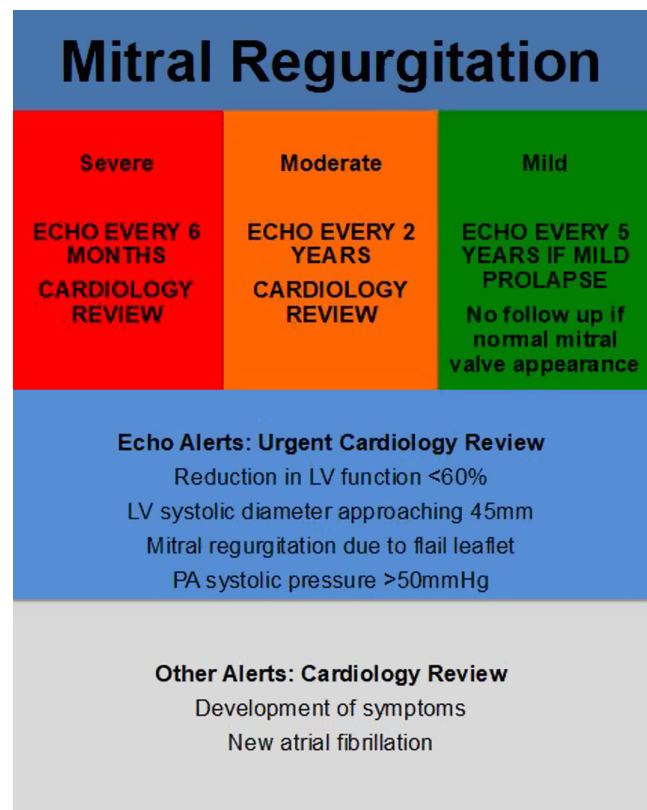 Mitral Regurgitation
Severe
ECHO EVERY 6
MONTHS
CARDIOLOGY
REVIEW
Moderate
ECHO EVERY 2
YEARS
CARDIOLOGY
REVIEW
Mild
ECHO EVERY 5
YEARS IF MILD
PROLAPSE
No follow up if
normal mitral
valve appearance
Echo Alerts: Urgent Cardiology Review
Reduction in LV function <60%
LV systolic diameter approaching 45mm
Mitral regurgitation due to flail leaflet
PA systolic pressure >50mmHg
Other Alerts: Cardiology Review
Development of symptoms
New atrial fibrillation